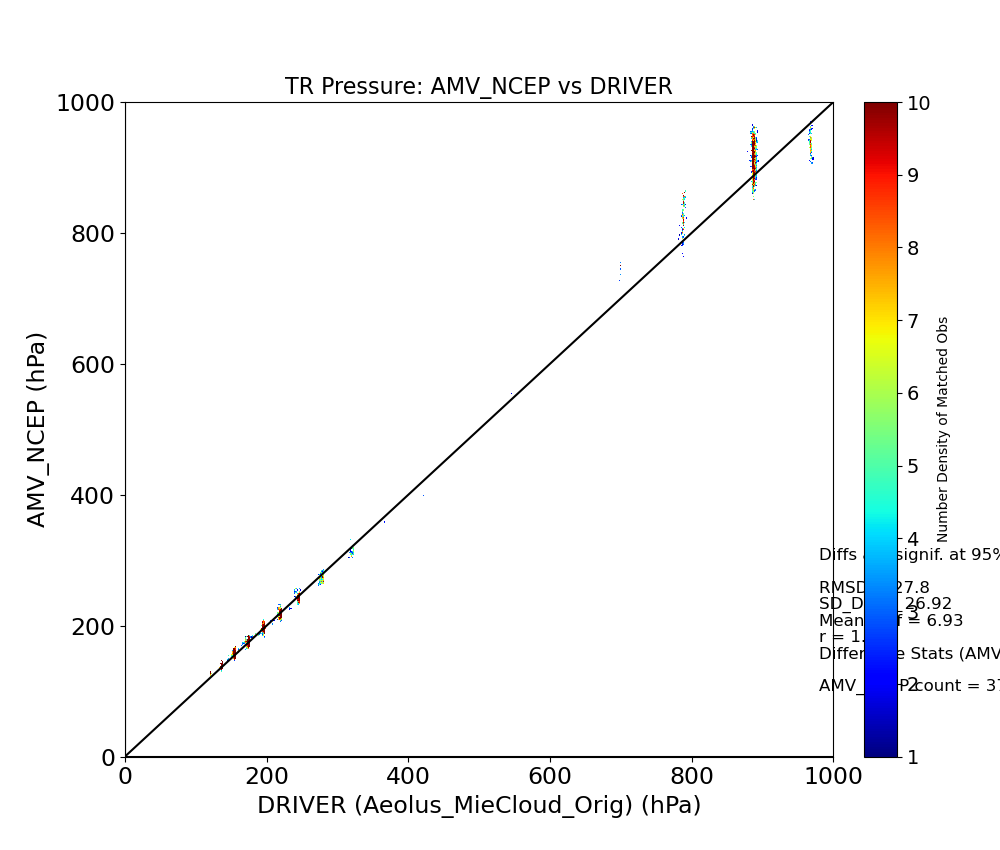 TR Pressure: AMV_NCEP vs DRIVER
1000
800
600
400
200
0
AMV_NCEP (hPa)
0 200 400 600 800 1000
DRIVER (Aeolus_MieCloud_Orig) (hPa)
10
9
8
7
6
5
4
3
2
1
Number Density of Matched Obs
Diffs signif. at 95%
RMSD 27.8
SD_D 26.92
Mean f = 6.93
r = 1.
Differ e Stats (AMV
AMV_ P count = 37